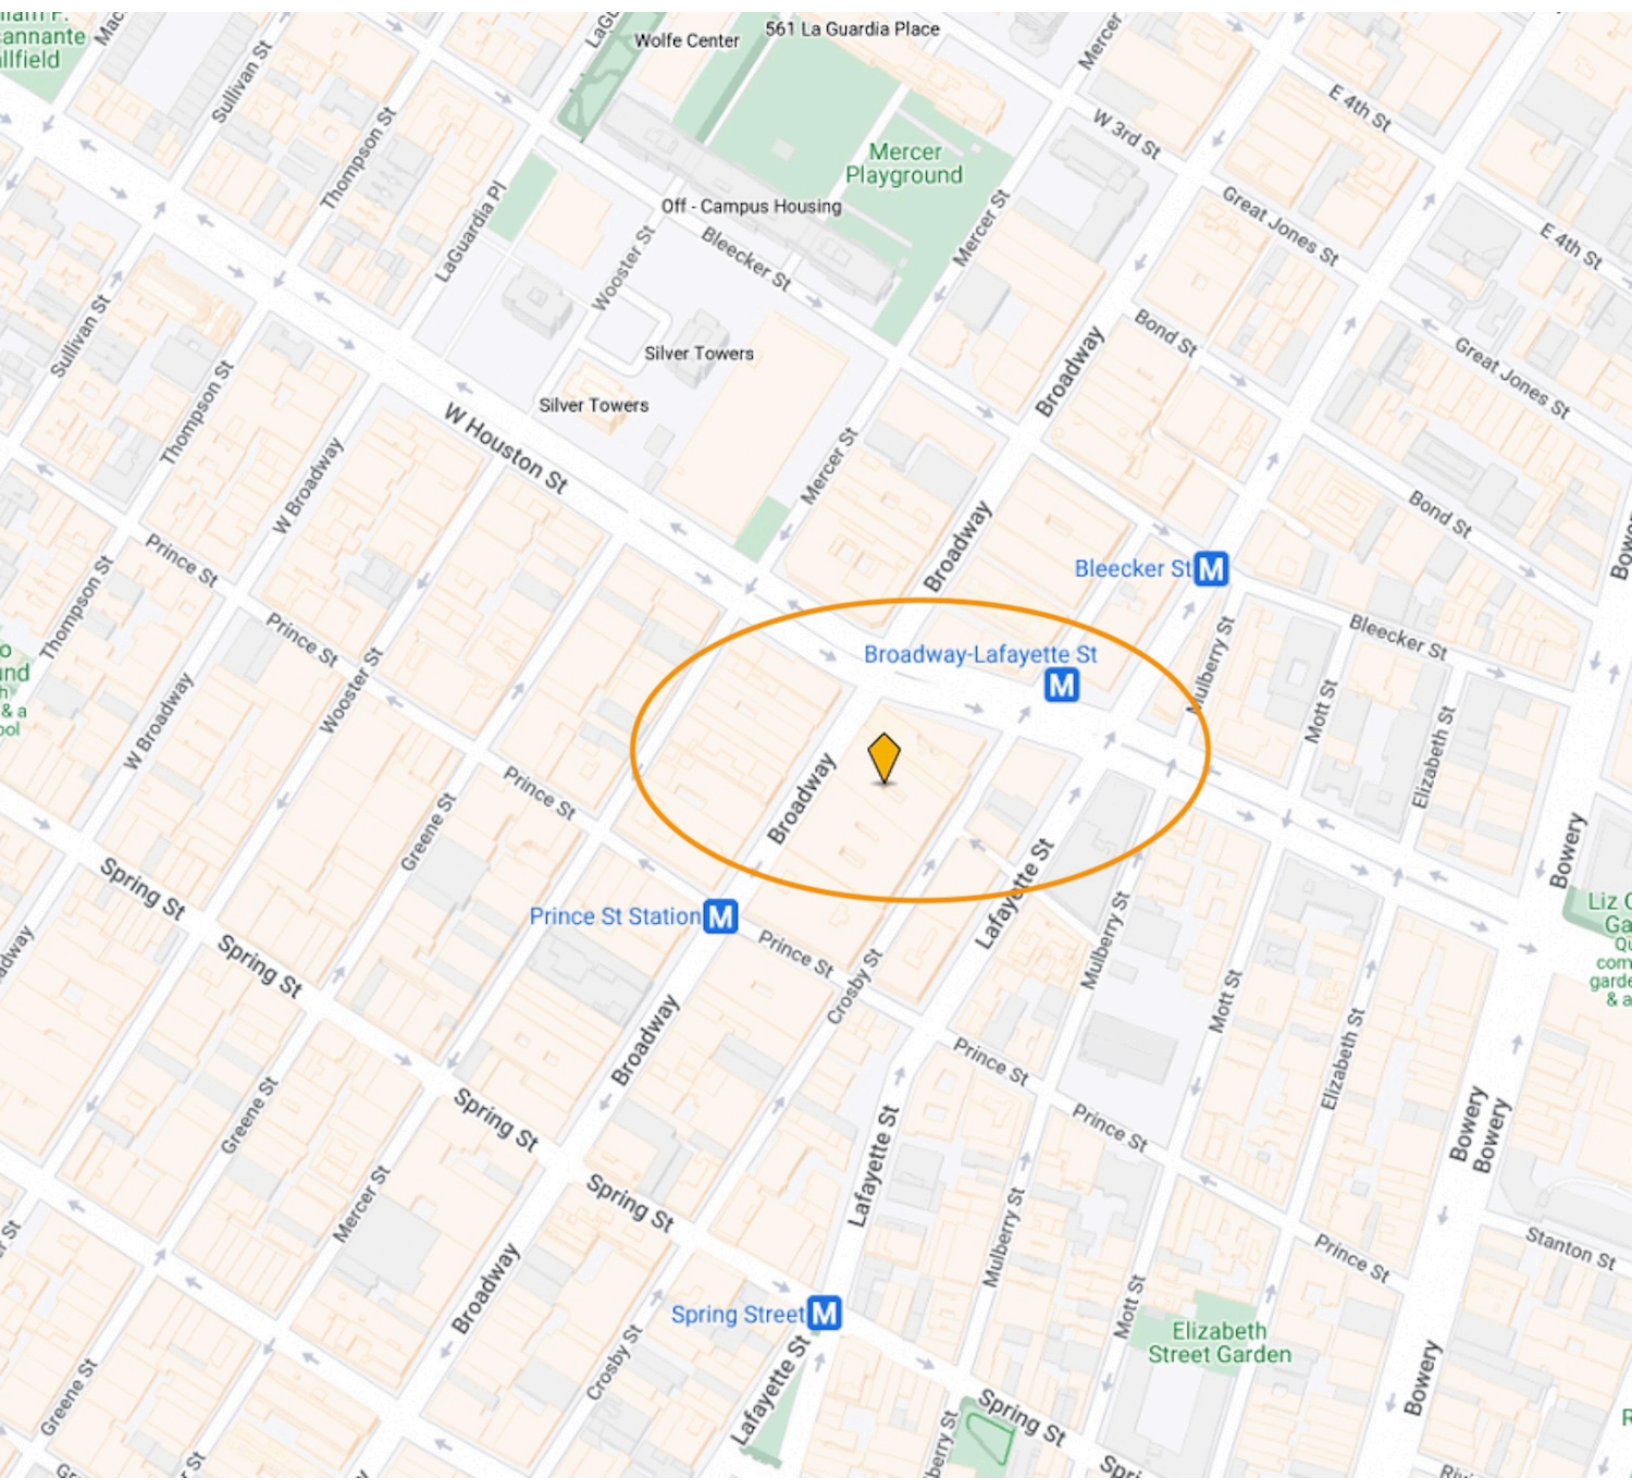 Sullivan St
Thompson St
Wolfe Center
561 La Guardia Place
Mercer
E 4th St
W 3rd St
Mercer
Playground
LaGuardia Pl
Off - Campus Housing
Wooster St
Bleecker St
Mercer St
Great Jones St
E 4th St
Sullivan St
Silver Towers
Silver Towers
Bond St
Broadway
Great Jones St
Thompson St
W Broadway
W Houston St
Mercer St
Broadway
Bond St
Prince St
Bleecker St
Thompson St
Prince St
Wooster St
W Broadway
Broadway-Lafayette St
Mulberry St
Bleecker St
Mott St
Elizabeth St
Broadway
Prince St
Greene St
Lafayette St
Bowery
Spring St
Prince St Station
Prince St
Crosby St
Mulberry St
Spring St
Mott St
Broadway
Prince St
Elizabeth St
Greene St
Spring St
Prince St
Bowery
Bowery
Lafayette St
Mercer St
Spring St
Mulberry St
Prince St
Stanton St
Broadway
Spring Street
Mott St
Elizabeth
Street Garden
Crosby St
Lafayette St
Greene St
Bowery
Spring St